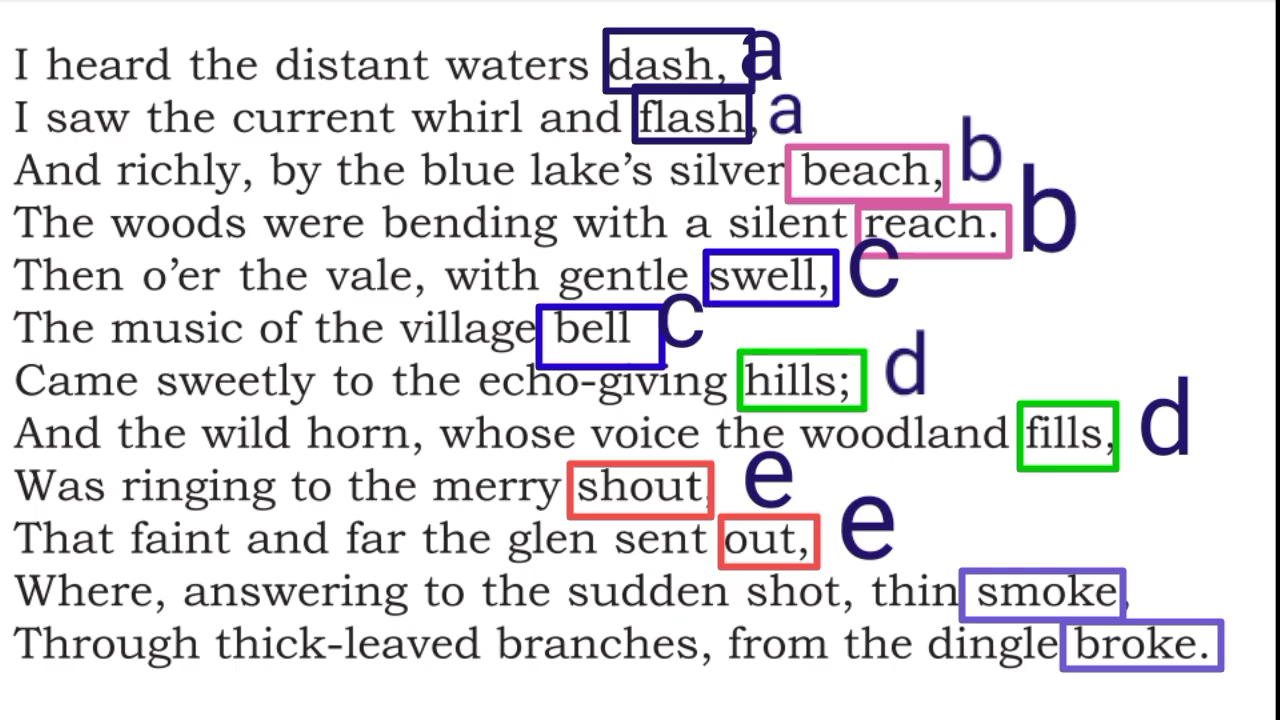 I heard the distant waters dash, a
I saw the current whirl and flash, a
And richly, by the blue lake’s silver beach, b
The woods were bending with a silent reach. b
Then o’er the vale, with gentle swell, c
The music of the village bell c
Came sweetly to the echo-giving hills; d
And the wild horn, whose voice the woodland fills, d
Was ringing to the merry shout, e
That faint and far the glen sent out, e
Where, answering to the sudden shot, thin smoke,
Through thick-leaved branches, from the dingle broke.